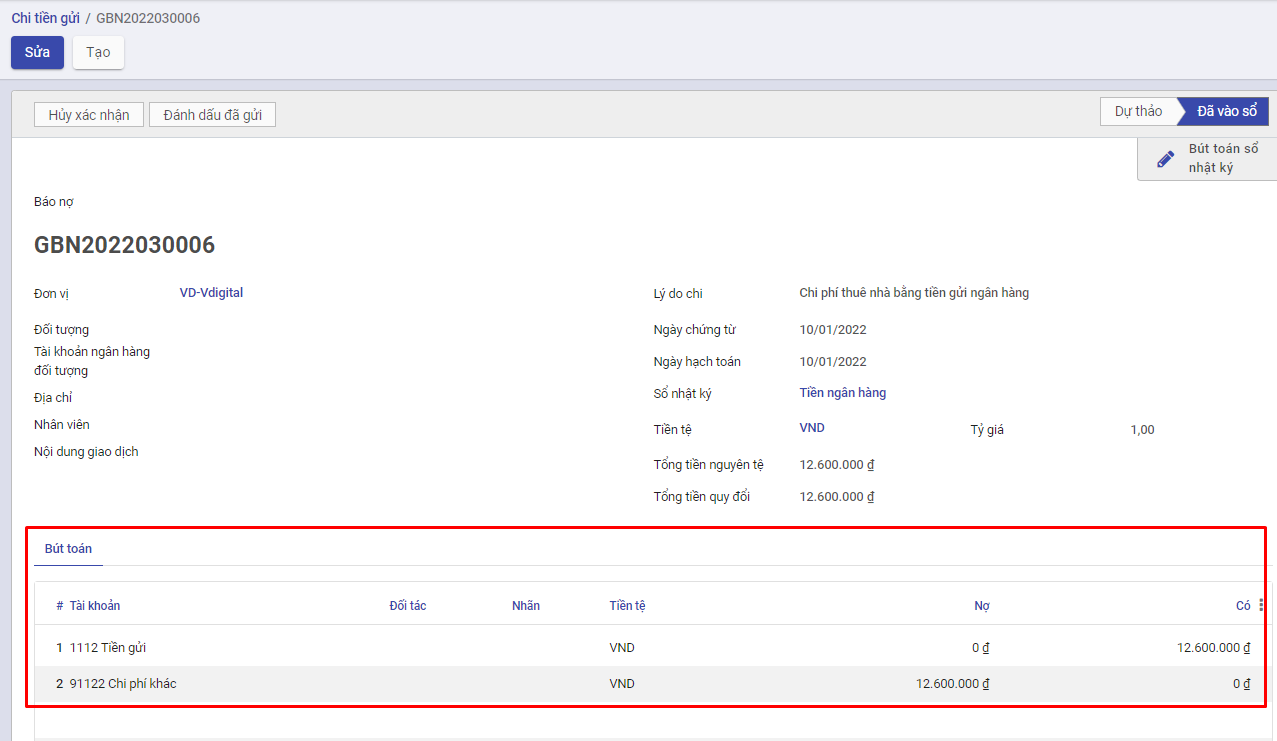 Chi tiền gửi / GBN2022030006
Sửa Tạo
Hủy xác nhận Đánh dấu đã gửi Dự thảo Đã vào sổ
Bút toán sổ
nhật ký
Báo nợ
GBN2022030006
Đơn vị VD-Vdigital Lý do chi Chi phí thuê nhà bằng tiền gửi ngân hàng
Đối tượng Ngày chứng từ 10/01/2022
Tài khoản ngân hàng
đối tượng Ngày hạch toán 10/01/2022
Địa chỉ Sổ nhật ký Tiền ngân hàng
Nhân viên Tiền tệ VND Tỷ giá 1,00
Nội dung giao dịch Tổng tiền nguyên tệ 12.600.000 ₫
Tổng tiền quy đổi 12.600.000 ₫
Bút toán
# Tài khoản Đối tác Nhãn Tiền tệ Nợ Có
1 1112 Tiền gửi VND 0 ₫ 12.600.000 ₫
2 91122 Chi phí khác VND 12.600.000 ₫ 0 ₫